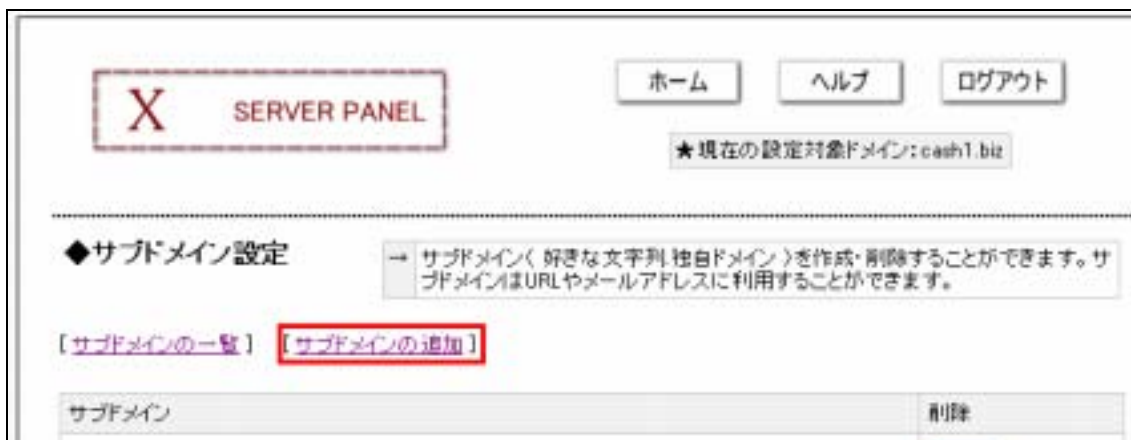 X SERVER PANEL
ホーム ヘルプ ログアウト
★現在の設定対象ドメイン:cash1.biz
◆サブドメイン設定
→ サブドメイン( 好きな文字列.独自ドメイン )を作成・削除することができます。サ
ブドメインはURLやメールアドレスに利用することができます。
[サブドメインの一覧] [サブドメインの追加]
サブドメイン 削除